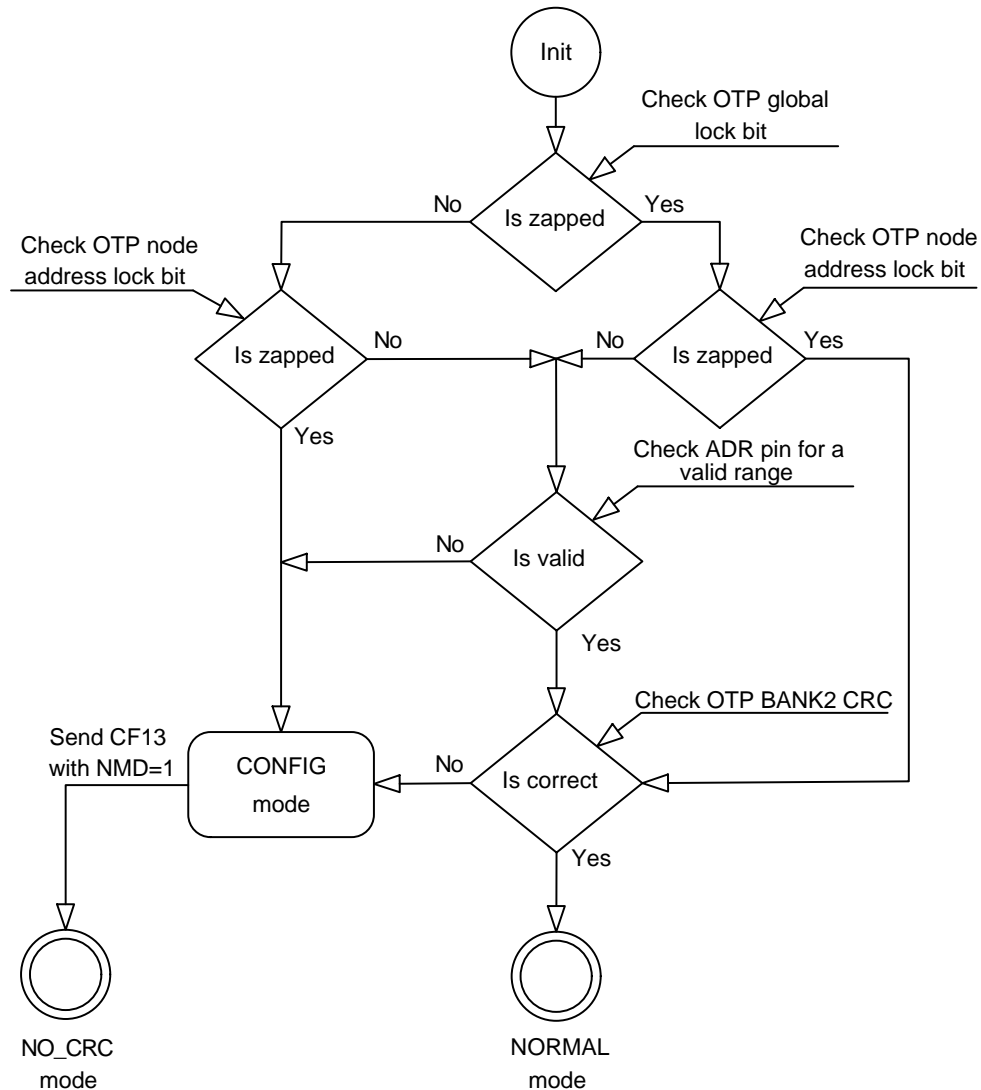 Init
Check OTP global
lock bit
No
Is zapped
Yes
Check OTP node
address lock bit
Check OTP node
address lock bit
Is zapped
No
No
Is zapped
Yes
Yes
Check ADR pin for a
valid range
No
Is valid
Yes
Check OTP BANK2 CRC
Send CF13
with NMD=1
CONFIG
mode
No
Is correct
Yes
NO_CRC
mode
NORMAL
mode